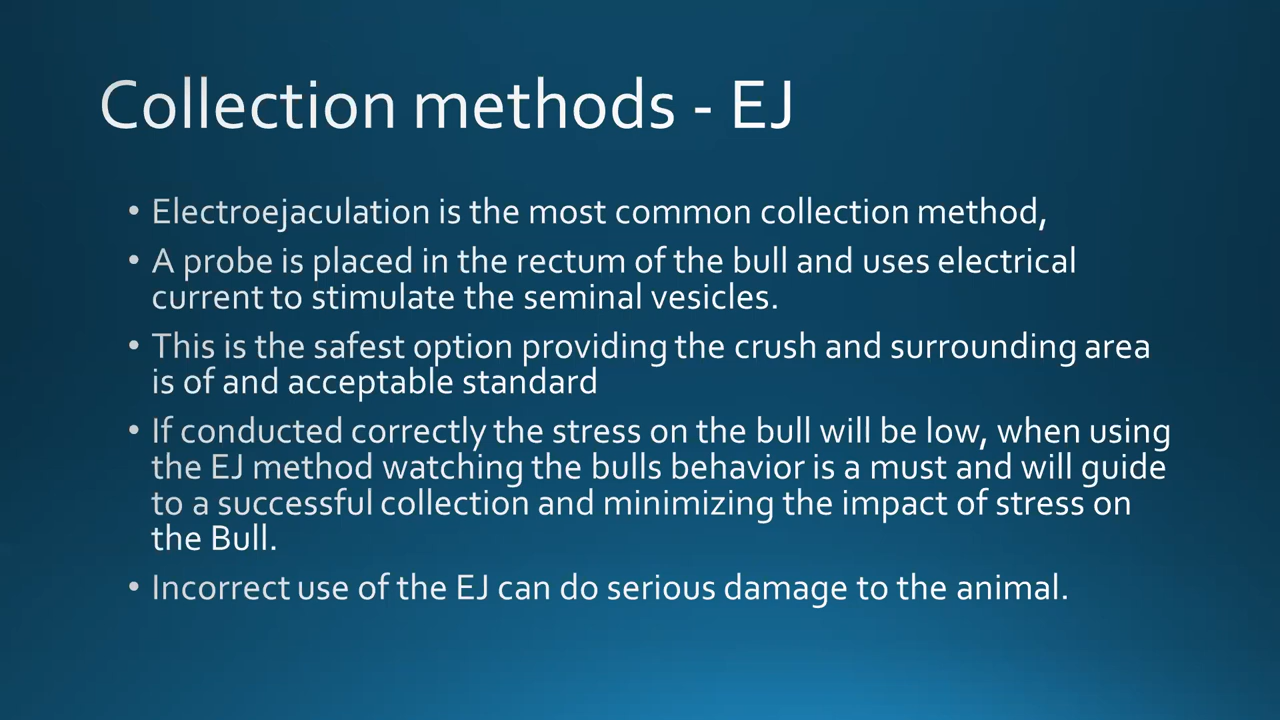 Collection methods - EJ
• Electroejaculation is the most common collection method,
• A probe is placed in the rectum of the bull and uses electrical
current to stimulate the seminal vesicles.
• This is the safest option providing the crush and surrounding area
is of and acceptable standard
• If conducted correctly the stress on the bull will be low, when using
the EJ method watching the bulls behavior is a must and will guide
to a successful collection and minimizing the impact of stress on
the Bull.
• Incorrect use of the EJ can do serious damage to the animal.